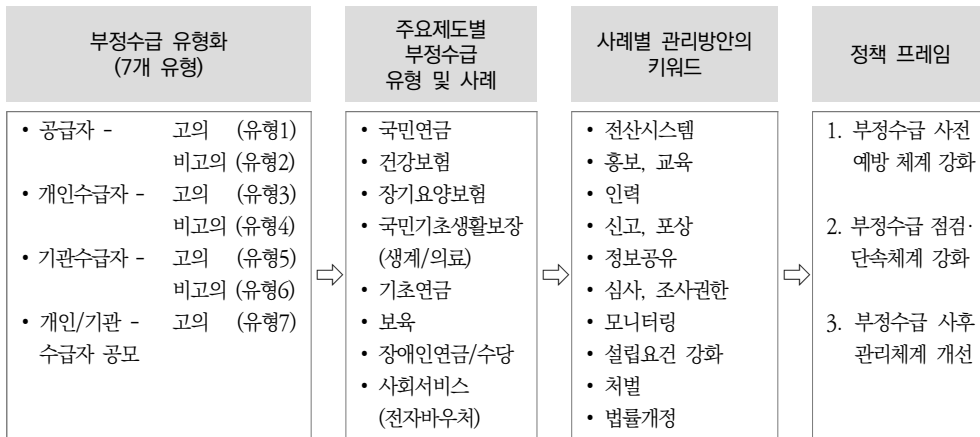 부정수급 유형화
(7개 유형)
주요제도별
부정수급
유형 및 사례
사례별 관리방안의
키워드
정책 프레임
• 공급자 - 고의 (유형1)
비고의 (유형2)
• 개인수급자 - 고의 (유형3)
비고의 (유형4)
• 기관수급자 - 고의 (유형5)
비고의 (유형6)
• 개인/기관 - 고의 (유형7)
수급자 공모
• 국민연금
• 건강보험
• 장기요양보험
• 국민기초생활보장
(생계/의료)
• 기초연금
• 보육
• 장애인연금/수당
• 사회서비스
(전자바우처)
• 전산시스템
• 홍보, 교육
• 인력
• 신고, 포상
• 정보공유
• 심사, 조사권한
• 모니터링
• 설립요건 강화
• 처벌
• 법률개정
1. 부정수급 사전
예방 체계 강화
2. 부정수급 점검·
단속체계 강화
3. 부정수급 사후
관리체계 개선